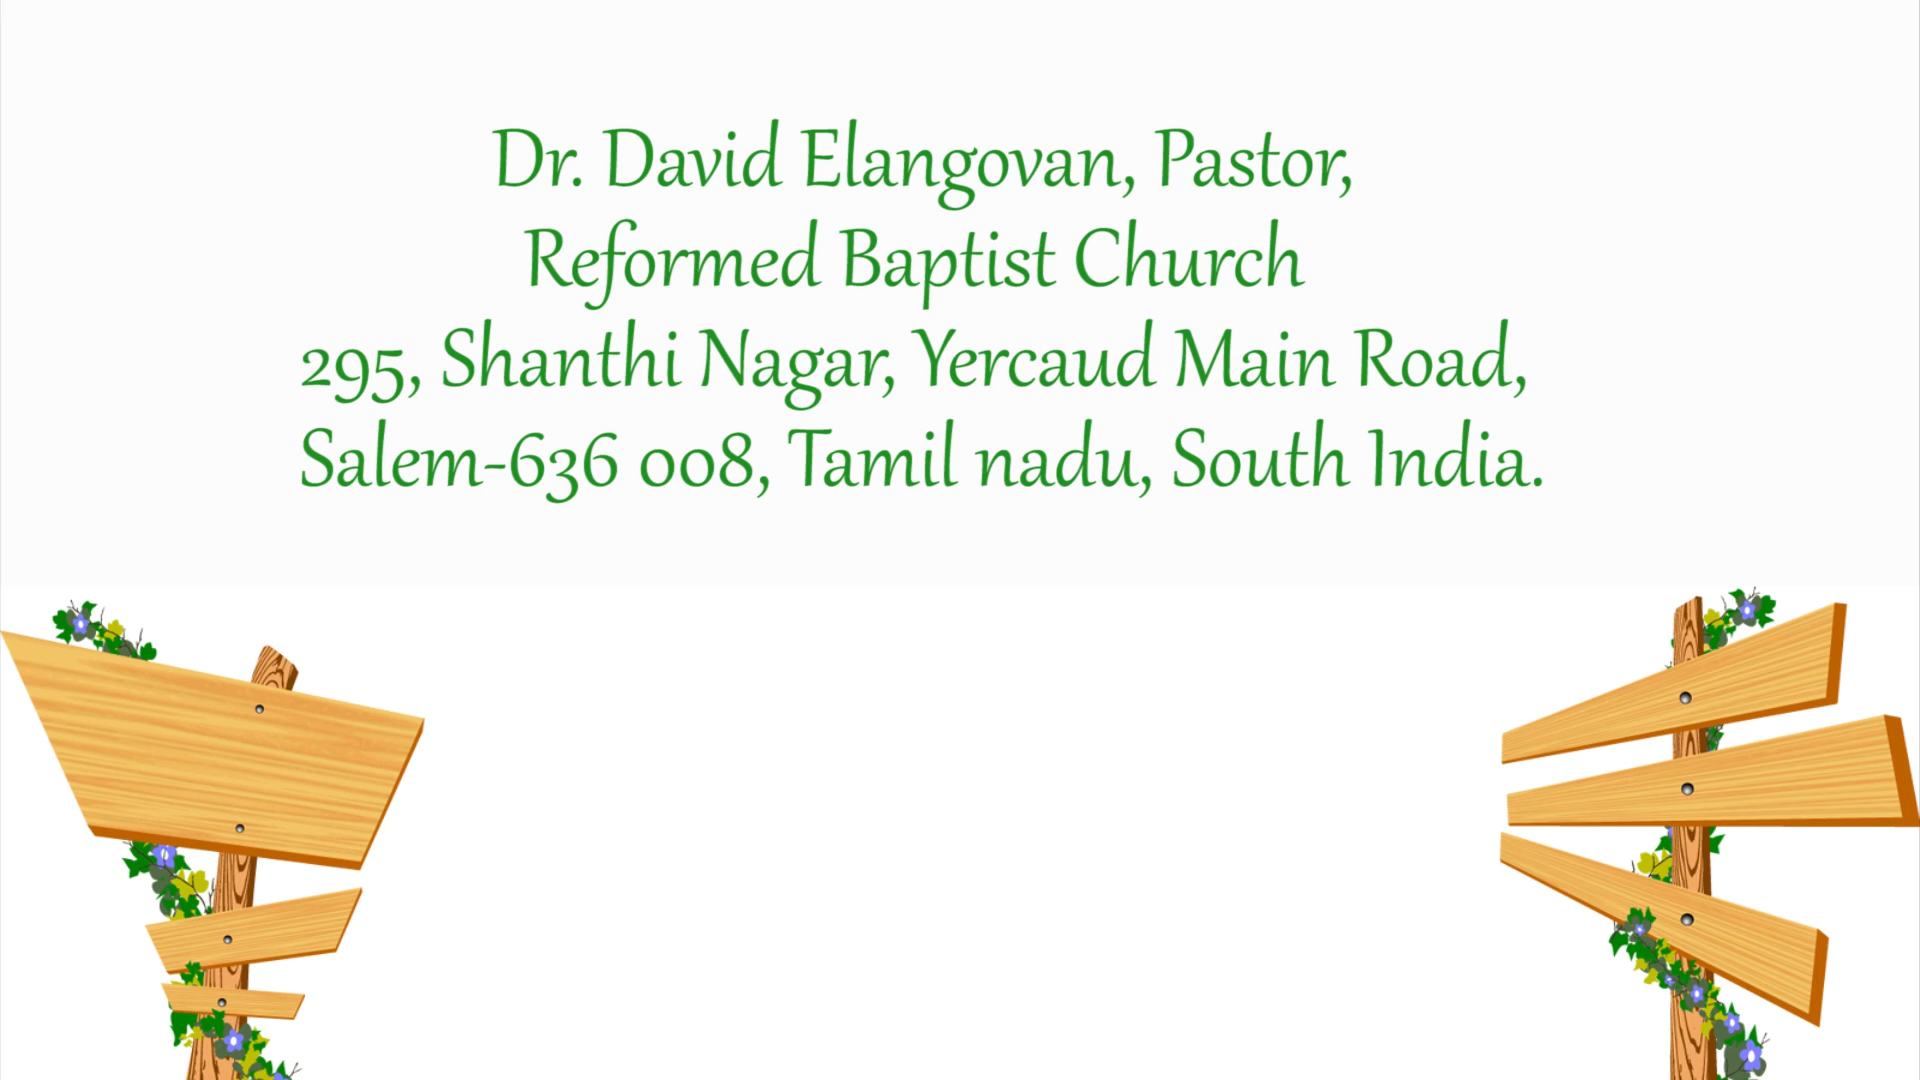 Dr. David Elangovan, Pastor,
Reformed Baptist Church
295, Shanthi Nagar, Yercaud Main Road,
Salem-636 008, Tamil nadu, South India.